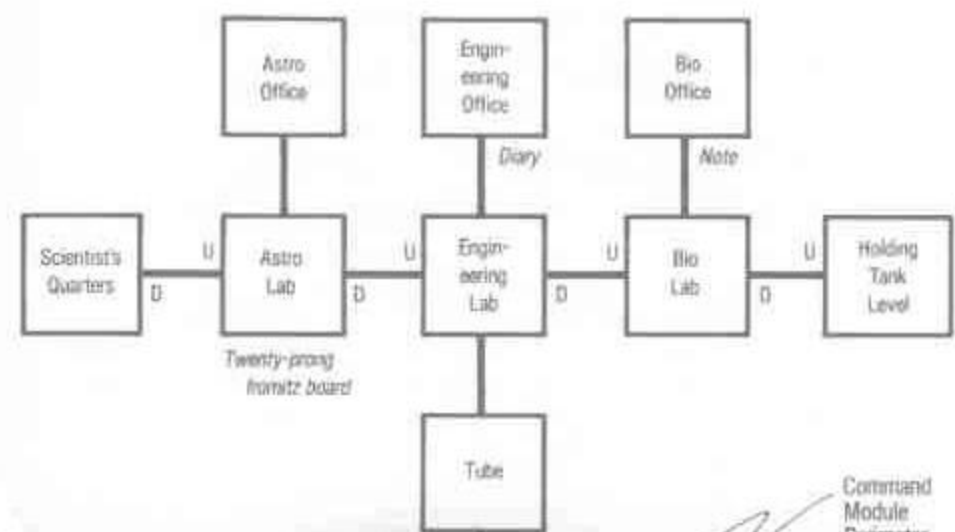 Astro
Office
Engin-
eering
Office
Bio
Office
Diary
Note
Scientist's
Quarters
U
D
Astro
Lab
U
D
Engin-
eering
Lab
U
D
Bio
Lab
U
D
Holding
Tank
Level
Twenty-prong
fromitz board
Tube
Command
Module
Perimeter